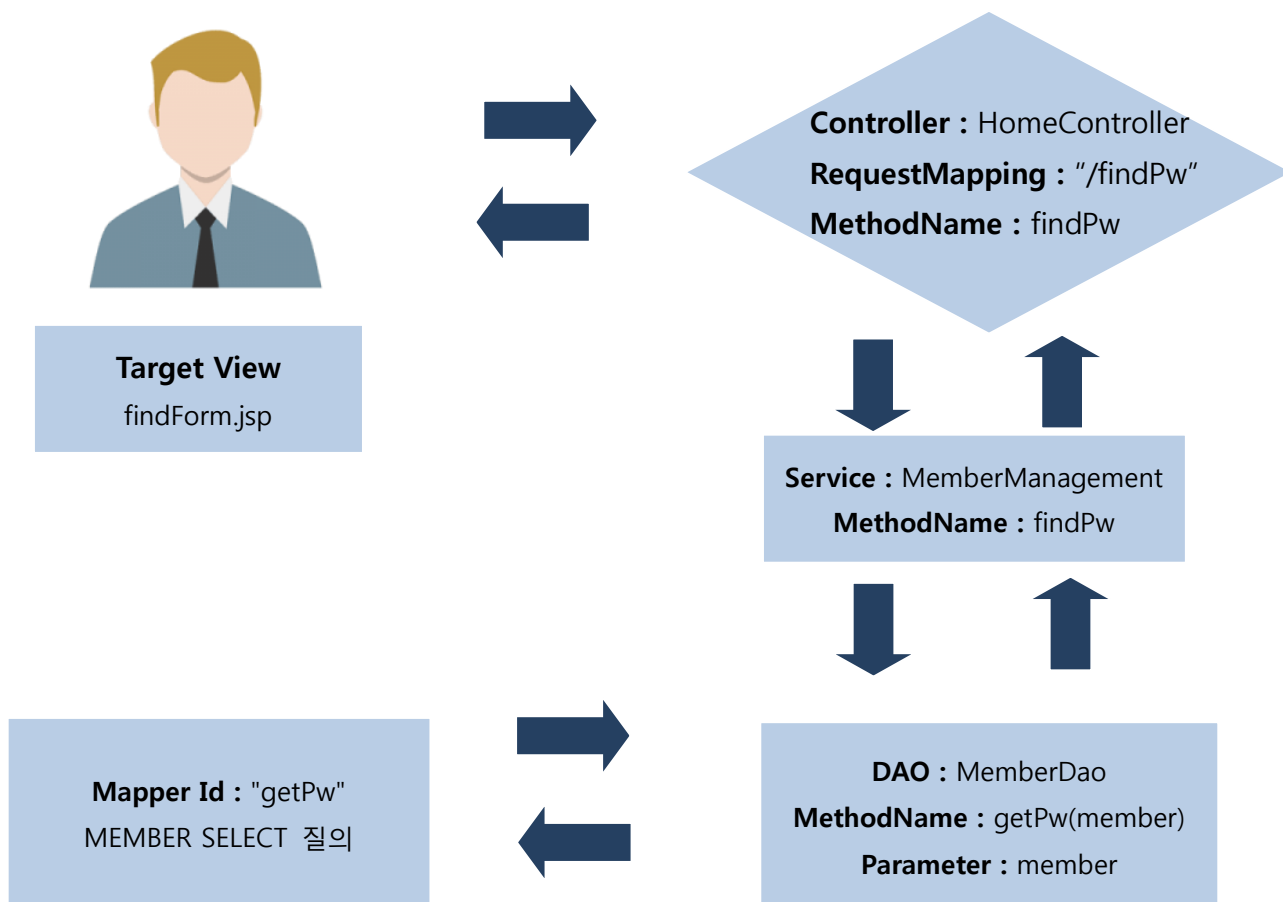 Controller : HomeController
RequestMapping : “/findPw”
MethodName : findPw
Target View
findForm.jsp
Service : MemberManagement
MethodName : findPw
Mapper Id : "getPw"
MEMBER SELECT 질의
DAO : MemberDao
MethodName : getPw(member)
Parameter : member